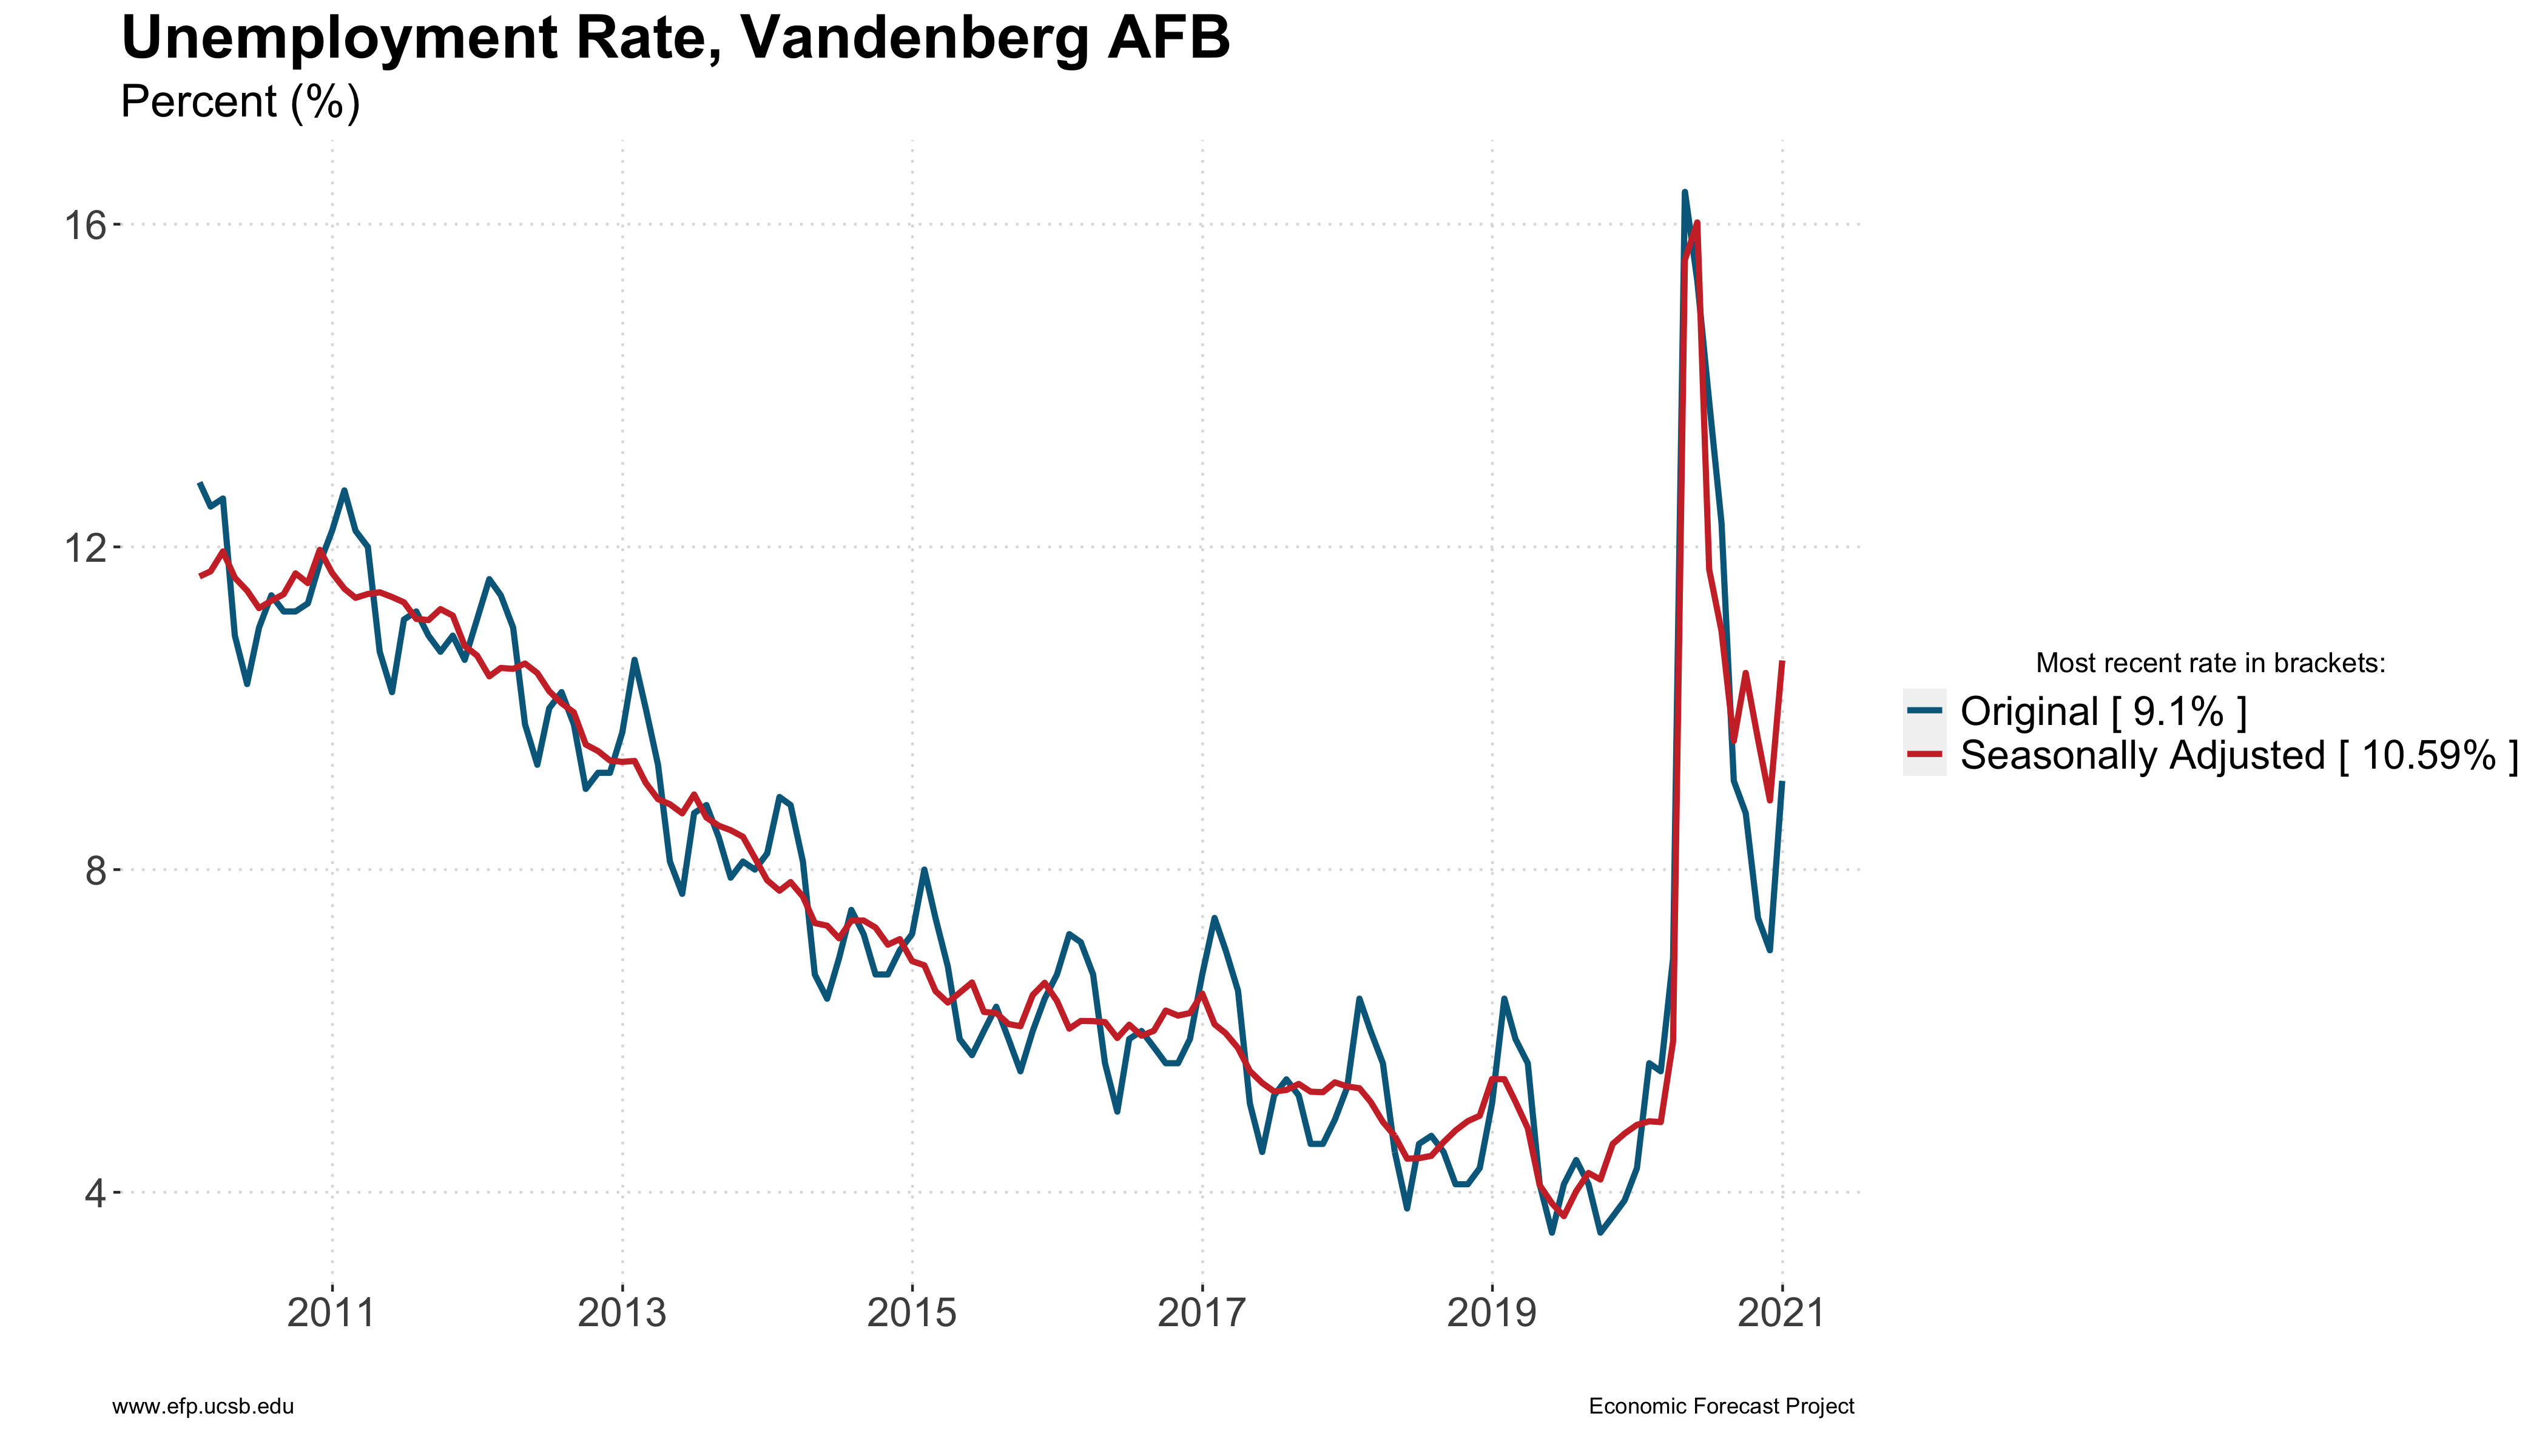 Unemployment Rate, Vandenberg AFB
Percent (%)
16
12
8
4
2011 2013 2015 2017 2019 2021
Most recent rate in brackets:
Original [ 9.1% ]
Seasonally Adjusted [ 10.59% ]
www.efp.ucsb.edu
Economic Forecast Project